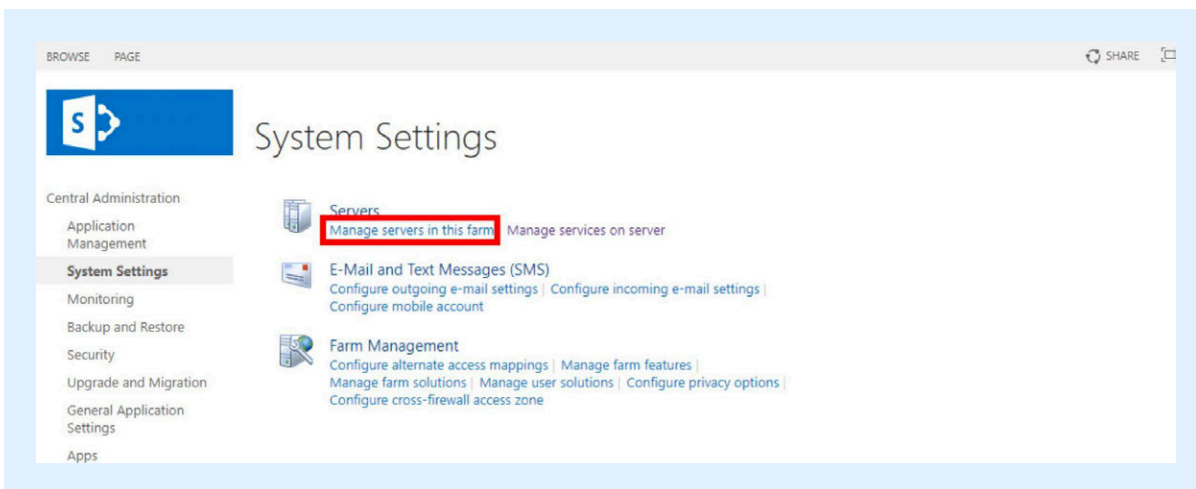 BROWSE PAGE SHARE
S
System Settings
Central Administration
Application
Management
System Settings
Monitoring
Backup and Restore
Security
Upgrade and Migration
General Application
Settings
Apps
Servers
Manage servers in this farm Manage services on server
E-Mail and Text Messages (SMS)
Configure outgoing e-mail settings | Configure incoming e-mail settings |
Configure mobile account
Farm Management
Configure alternate access mappings | Manage farm features |
Manage farm solutions | Manage user solutions | Configure privacy options |
Configure cross-firewall access zone